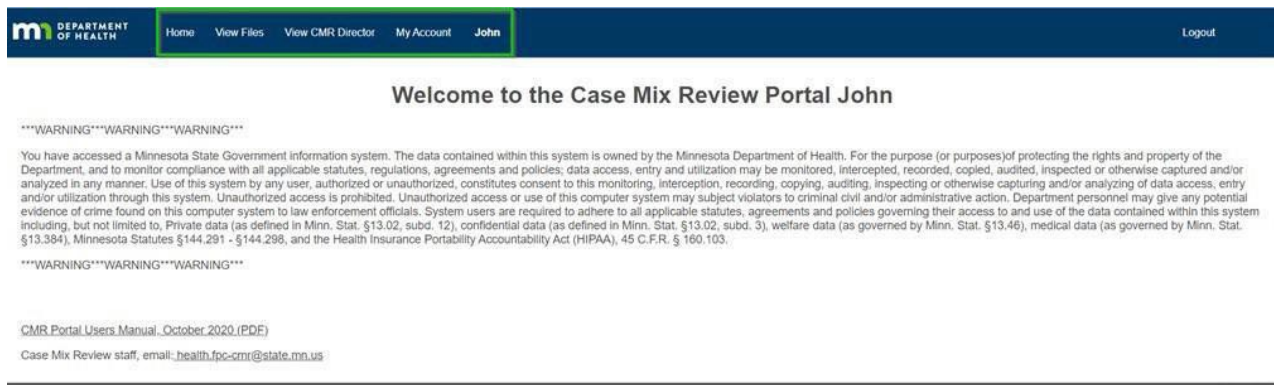 DEPARTMENT
OF HEALTH
Home View Files View CMR Director My Account John Logout
Welcome to the Case Mix Review Portal John
***WARNING***WARNING***WARNING***
You have accessed a Minnesota State Government information system. The data contained within this system is owned by the Minnesota Department of Health. For the purpose (or purposes)of protecting the rights and property of the
Department, and to monitor compliance with all applicable statutes, regulations, agreements and policies; data access, entry and utilization may be monitored, intercepted, recorded, copied, audited, inspected or otherwise captured and/or
analyzed in any manner. Use of this system by any user, authorized or unauthorized, constitutes consent to this monitoring, interception, recording, copying, auditing, inspecting or otherwise capturing and/or analyzing of data access, entry
and/or utilization through this system. Unauthorized access is prohibited. Unauthorized access or use of this computer system may subject violators to criminal civil and/or administrative action. Department personnel may give any potential
evidence of crime found on this computer system to law enforcement officials. System users are required to adhere to all applicable statutes, agreements and policies governing their access to and use of the data contained within this system
including, but not limited to, Private data (as defined in Minn. Stat. §13.02, subd. 12), confidential data (as defined in Minn. Stat. §13.02, subd. 3), welfare data (as governed by Minn. Stat. §13.46), medical data (as governed by Minn. Stat.
§13.384), Minnesota Statutes §144.291 - §144.298, and the Health Insurance Portability Accountability Act (HIPAA), 45 C.F.R. § 160.103.
***WARNING***WARNING***WARNING***
CMR Portal Users Manual, October 2020 (PDF)
Case Mix Review staff, email: health.fpc-cmr@state.mn.us